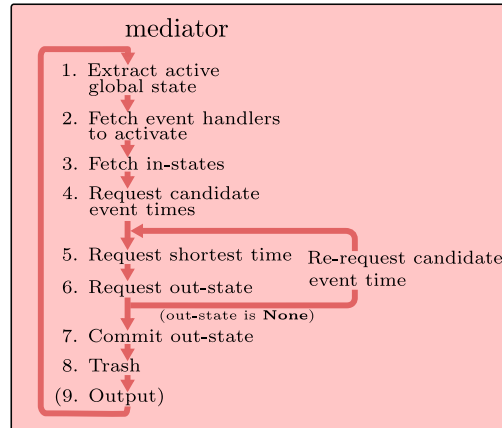 mediator
1. Extract active
global state
2. Fetch event handlers
to activate
3. Fetch in-states
4. Request candidate
event times
5. Request shortest time
Re-request candidate
event time
6. Request out-state
(out-state is None)
7. Commit out-state
8. Trash
(9. Output)